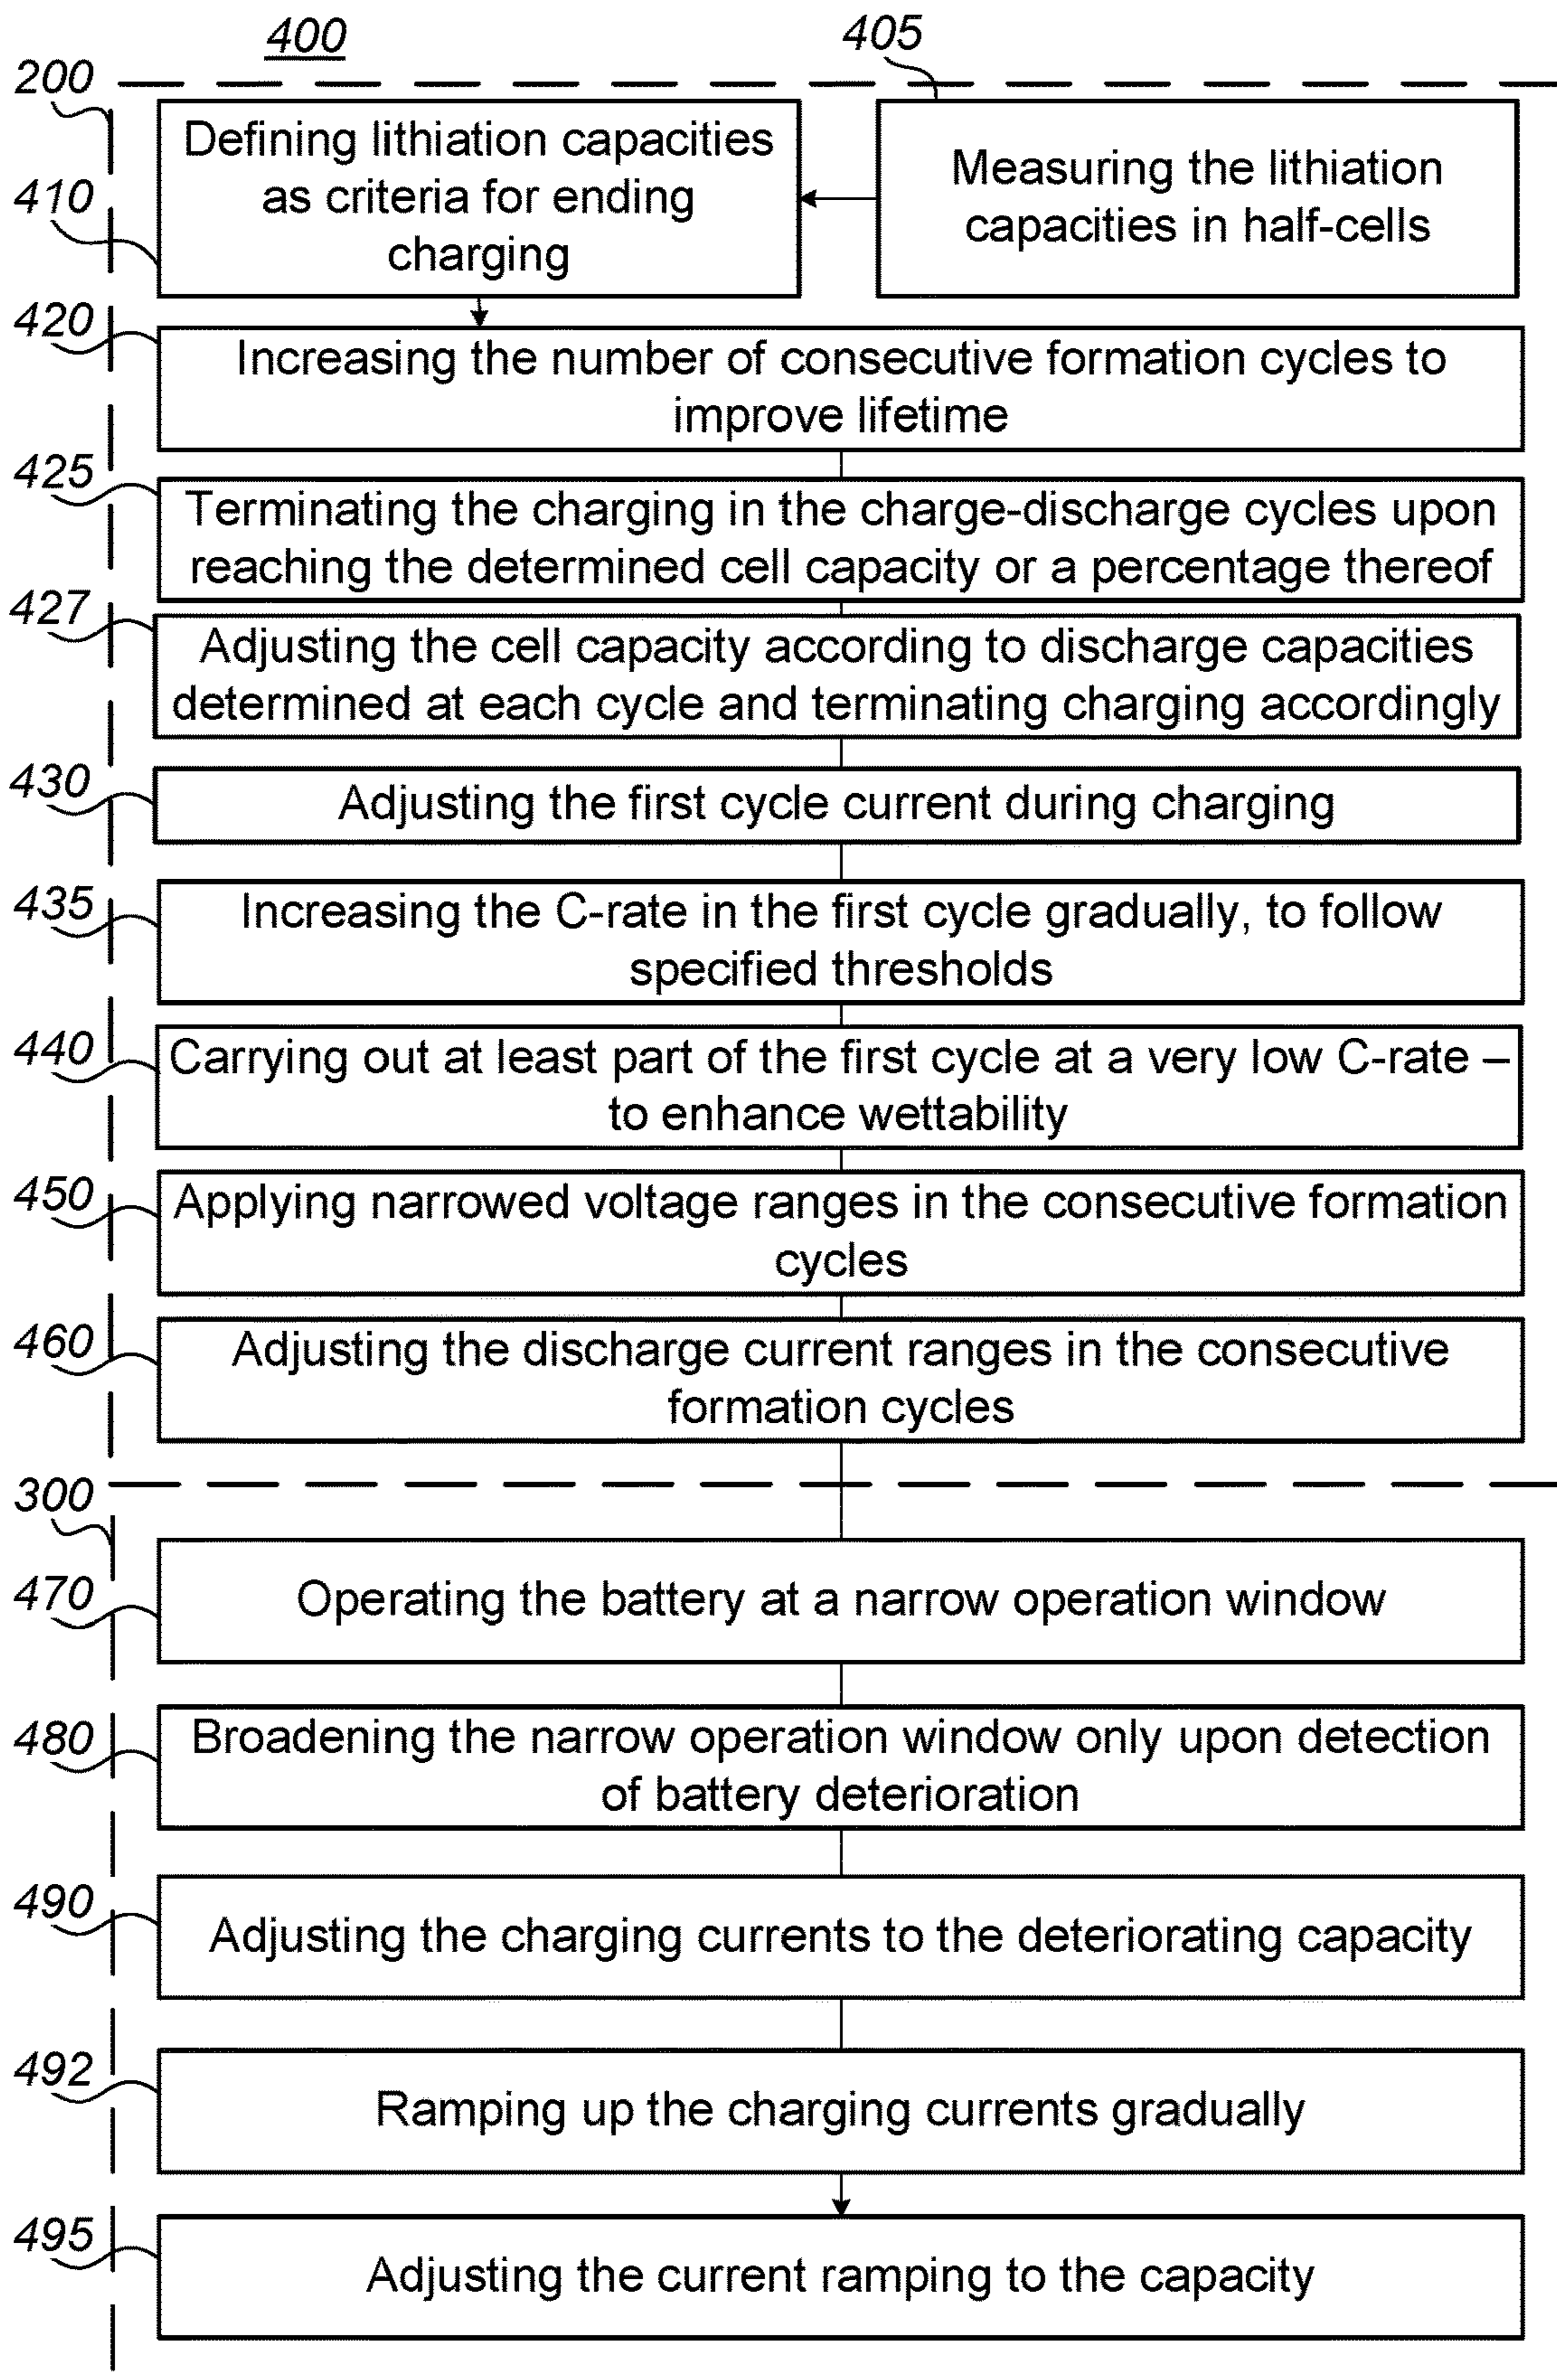 400
405
200
Defining lithiation capacities
as criteria for ending
charging
410
Measuring the lithiation
capacities in half-cells
420
Increasing the number of consecutive formation cycles to
improve lifetime
425
Terminating the charging in the charge-discharge cycles upon
reaching the determined cell capacity or a percentage thereof
427
Adjusting the cell capacity according to discharge capacities
determined at each cycle and terminating charging accordingly
430
Adjusting the first cycle current during charging
435
Increasing the C-rate in the first cycle gradually, to follow
specified thresholds
440
Carrying out at least part of the first cycle at a very low C-rate –
to enhance wettability
450
Applying narrowed voltage ranges in the consecutive formation
cycles
460
Adjusting the discharge current ranges in the consecutive
formation cycles
300
470
Operating the battery at a narrow operation window
480
Broadening the narrow operation window only upon detection
of battery deterioration
490
Adjusting the charging currents to the deteriorating capacity
492
Ramping up the charging currents gradually
495
Adjusting the current ramping to the capacity